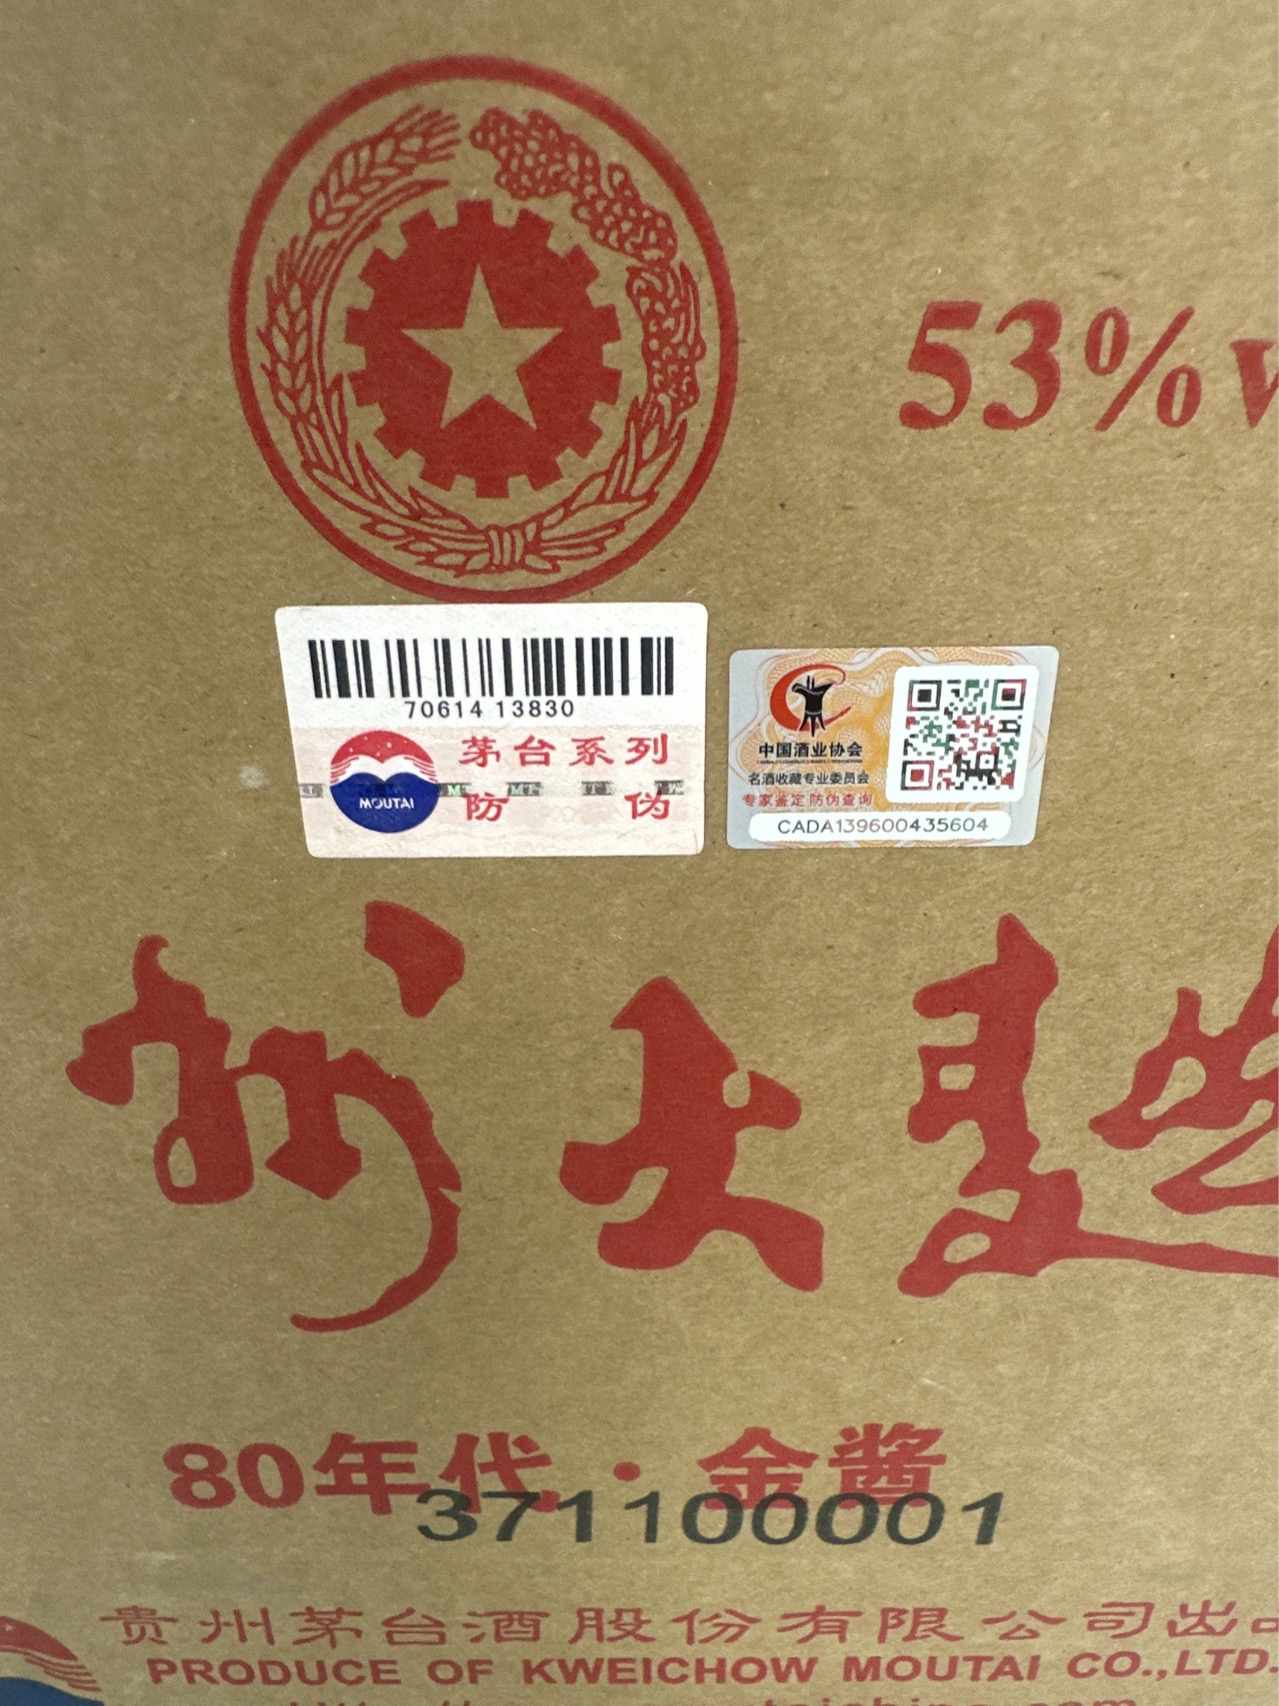 53%v
70614 13830
茅台系列
MOUTAI
防伪
中国酒业协会
名酒收藏专业委员会
专家鉴定 防伪查询
CADA139600435604
80年代·金酱
371100001
贵州茅台酒股份有限公司出品
PRODUCE OF KWEICHOW MOUTAI CO.,LTD.